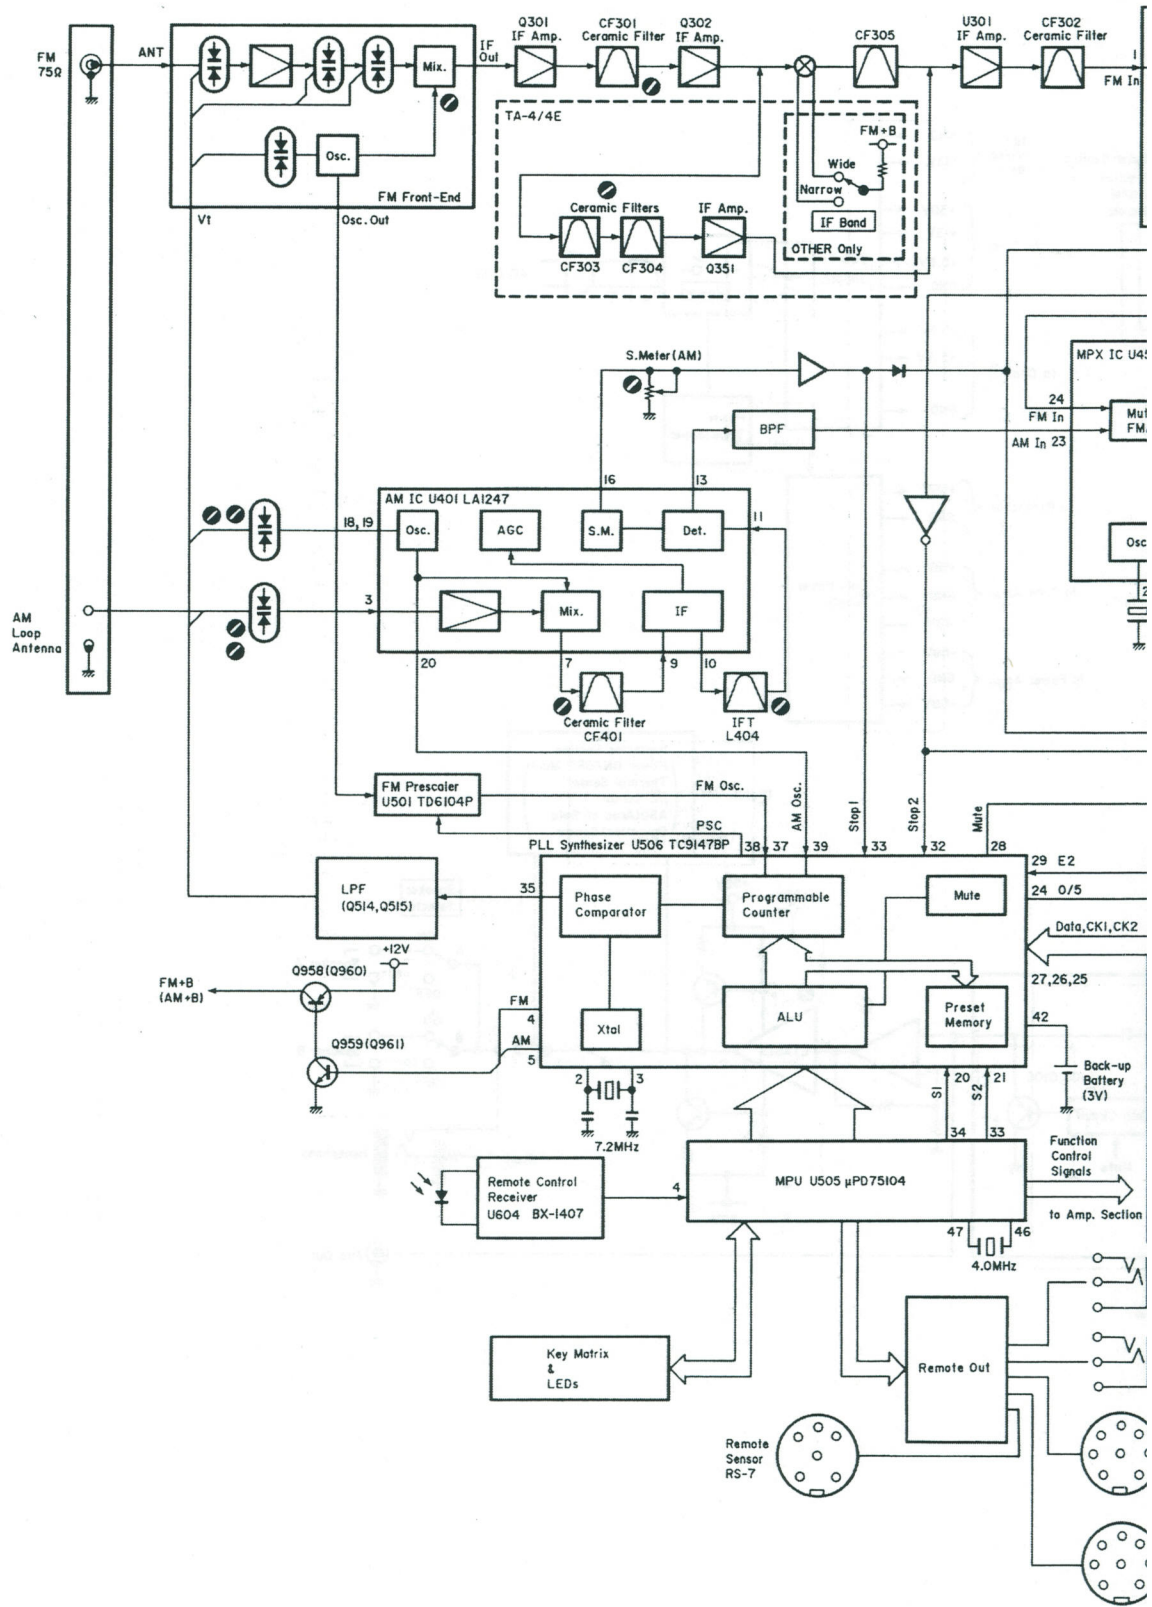 Q301
IF Amp.
CF301
Ceramic Filter
Q302
IF Amp.
CF305
U301
IF Amp.
CF302
Ceramic Filter
FM
75Ω
ANT
Mix.
IF
Out
1
FM In
Osc.
FM Front-End
TA-4/4E
FM+B
Wide
Narrow
IF Band
OTHER Only
Ceramic Filters
IF Amp.
CF303
CF304
Q351
Vt
Osc. Out
S.Meter(AM)
BPF
MPX IC U45
24
FM In
AM In 23
Mut
FM.
16
13
AM IC U401 LA1247
18, 19
Osc.
AGC
S.M.
Det.
11
Osc
2
3
Mix.
IF
20
7
9
10
AM
Loop
Antenna
Ceramic Filter
CF401
IFT
L404
FM Prescaler
U501 TD6104P
FM Osc.
PSC
AM Osc.
Stop1
Stop2
Mute
PLL Synthesizer U506 TC9147BP
38
37
39
33
32
28
LPF
(Q514,Q515)
35
Phase
Comparator
Programmable
Counter
Mute
29 E2
24 0/5
Data,CK1,CK2
27,26,25
+12V
Q958(Q960)
FM+B
(AM+B)
Q959(Q961)
FM
4
AM
5
Xtal
ALU
Preset
Memory
42
2
3
7.2MHz
S1
20
S2
21
Back-up
Battery
(3V)
34
33
Remote Control
Receiver
U604 BX-1407
4
MPU U505 μPD75104
Function
Control
Signals
to Amp. Section
47
46
4.0MHz
Key Matrix
&
LEDs
Remote Out
Remote
Sensor
RS-7